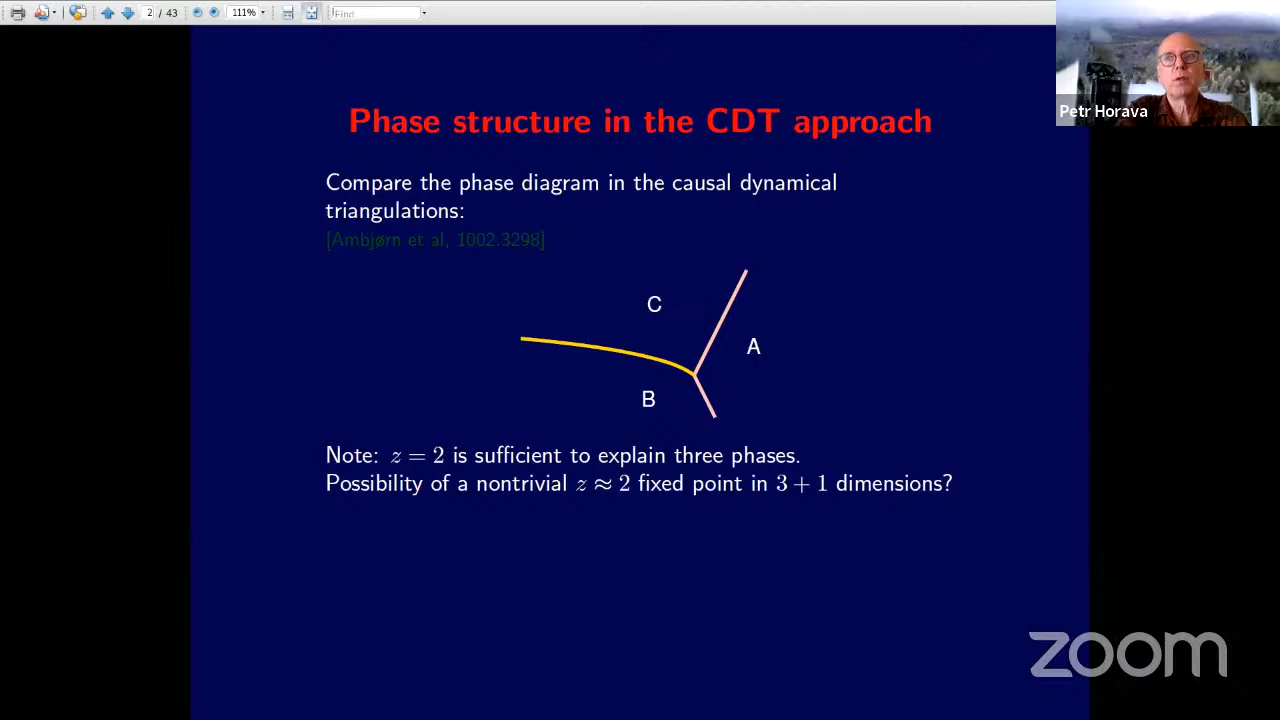 2 / 43
111%
Find
Petr Horava
Phase structure in the CDT approach
Compare the phase diagram in the causal dynamical
triangulations:
[Ambjørn et al, 1002.3298]
C
A
B
Note: z = 2 is sufficient to explain three phases.
Possibility of a nontrivial z ≈ 2 fixed point in 3 + 1 dimensions?
zoom